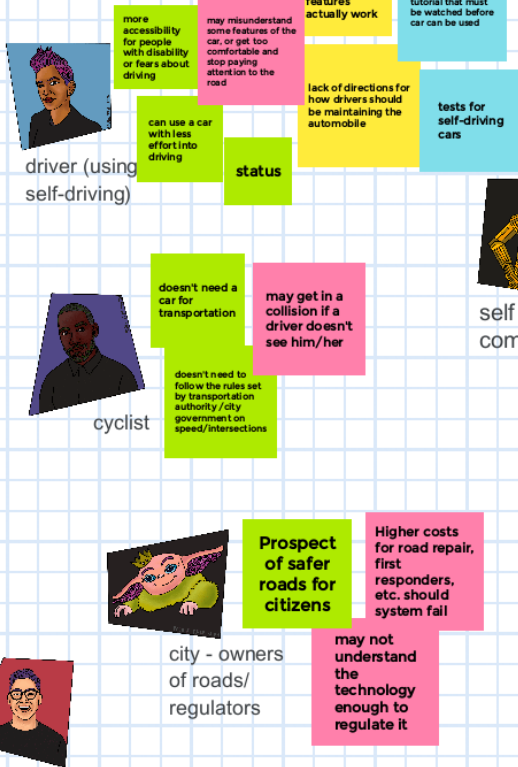 more
accessibility
for people
with disability
or fears about
driving
may misunderstand
some features of the
car, or get too
comfortable and
stop paying
attention to the
road
features
actually work
tutorial that must
be watched before
car can be used
can use a car
with less
effort into
driving
status
lack of directions for
how drivers should
be maintaining the
automobile
tests for
self-driving
cars
driver (using
self-driving)
doesn't need a
car for
transportation
may get in a
collision if a
driver doesn't
see him/her
doesn't need to
follow the rules set
by transportation
authority/city
government on
speed/intersections
cyclist
self
com
Prospect
of safer
roads for
citizens
Higher costs
for road repair,
first
responders,
etc. should
system fail
may not
understand
the
technology
enough to
regulate it
city - owners
of roads/
regulators